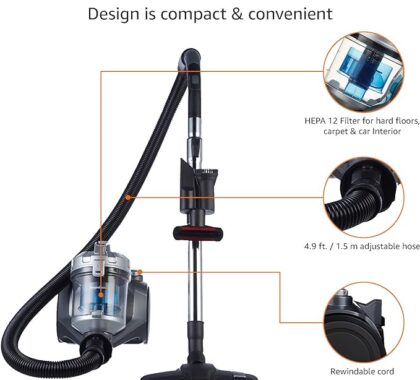 Design is compact & convenient
HEPA 12 Filter for hard floors,
carpet & car Interior
4.9 ft. / 1.5 m adjustable hose
Rewindable cord